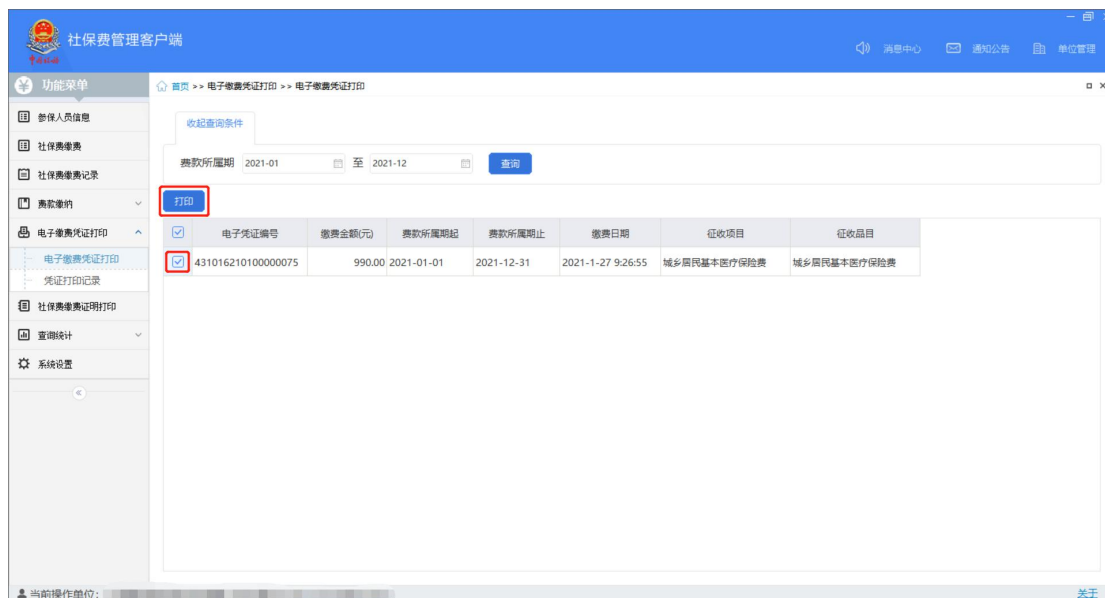 社保费管理客户端
消息中心 通知公告 单位管理
功能菜单
首页 >> 电子缴费凭证打印 >> 电子缴费凭证打印
参保人员信息
社保费缴费
社保费缴费记录
费款缴纳
电子缴费凭证打印
电子缴费凭证打印
凭证打印记录
社保费缴费证明打印
查询统计
系统设置
收起查询条件
费款所属期 2021-01 至 2021-12 查询
打印
电子凭证编号 缴费金额(元) 费款所属期起 费款所属期止 缴费日期 征收项目 征收品目
431016210100000075 990.00 2021-01-01 2021-12-31 2021-1-27 9:26:55 城乡居民基本医疗保险费 城乡居民基本医疗保险费
当前操作单位: 关于